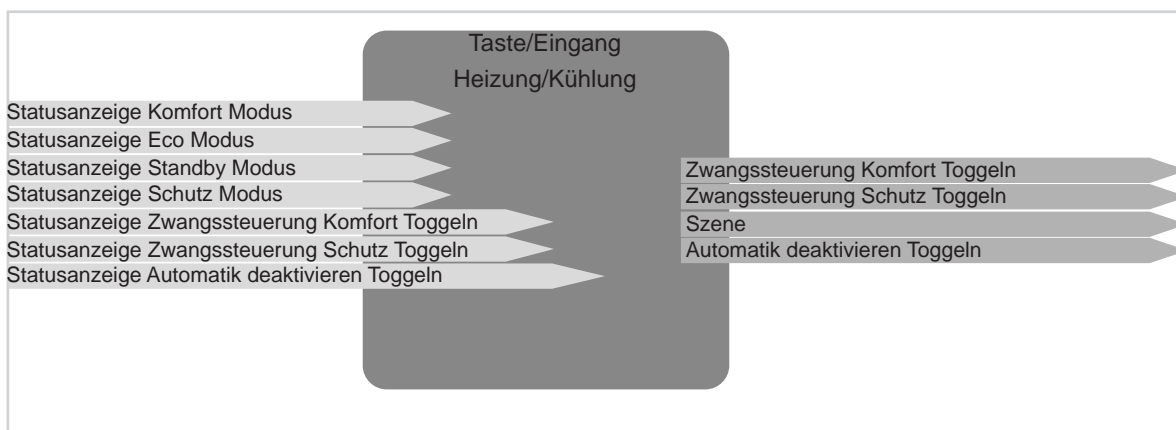 Taste/Eingang
Heizung/Kühlung
Statusanzeige Komfort Modus
Statusanzeige Eco Modus
Statusanzeige Standby Modus
Statusanzeige Schutz Modus
Statusanzeige Zwangssteuerung Komfort Toggeln
Statusanzeige Zwangssteuerung Schutz Toggeln
Statusanzeige Automatik deaktivieren Toggeln
Zwangssteuerung Komfort Toggeln
Zwangssteuerung Schutz Toggeln
Szene
Automatik deaktivieren Toggeln